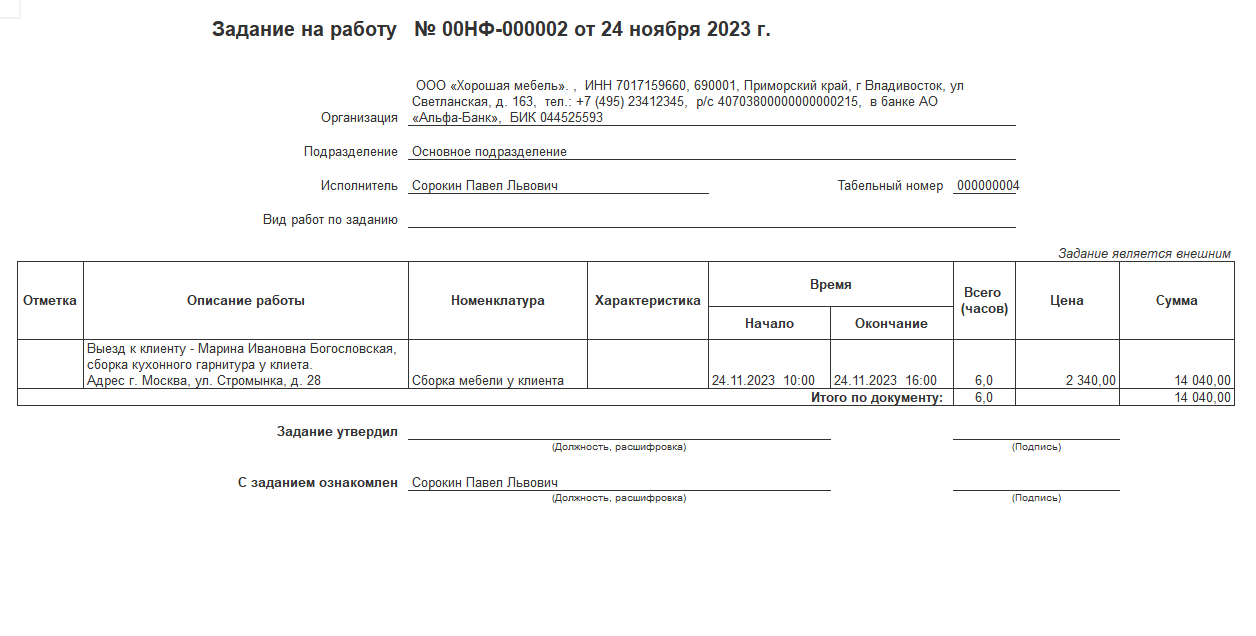 Задание на работу № 00НФ-000002 от 24 ноября 2023 г.
ООО «Хорошая мебель». , ИНН 7017159660, 690001, Приморский край, г Владивосток, ул
Светланская, д. 163, тел.: +7 (495) 23412345, р/с 40703800000000000215, в банке АО
Организация «Альфа-Банк», БИК 044525593
Подразделение Основное подразделение
Исполнитель Сорокин Павел Львович Табельный номер 000000004
Вид работ по заданию
Задание является внешним
Отметка Описание работы Номенклатура Характеристика Время Всего (часов) Цена Сумма
Начало Окончание
Выезд к клиенту - Марина Ивановна Богословская,
сборка кухонного гарнитура у клиета.
Адрес г. Москва, ул. Стромынка, д. 28 Сборка мебели у клиента 24.11.2023 10:00 24.11.2023 16:00 6,0 2 340,00 14 040,00
Итого по документу: 6,0 14 040,00
Задание утвердил
(Должность, расшифровка) (Подпись)
С заданием ознакомлен Сорокин Павел Львович
(Должность, расшифровка) (Подпись)